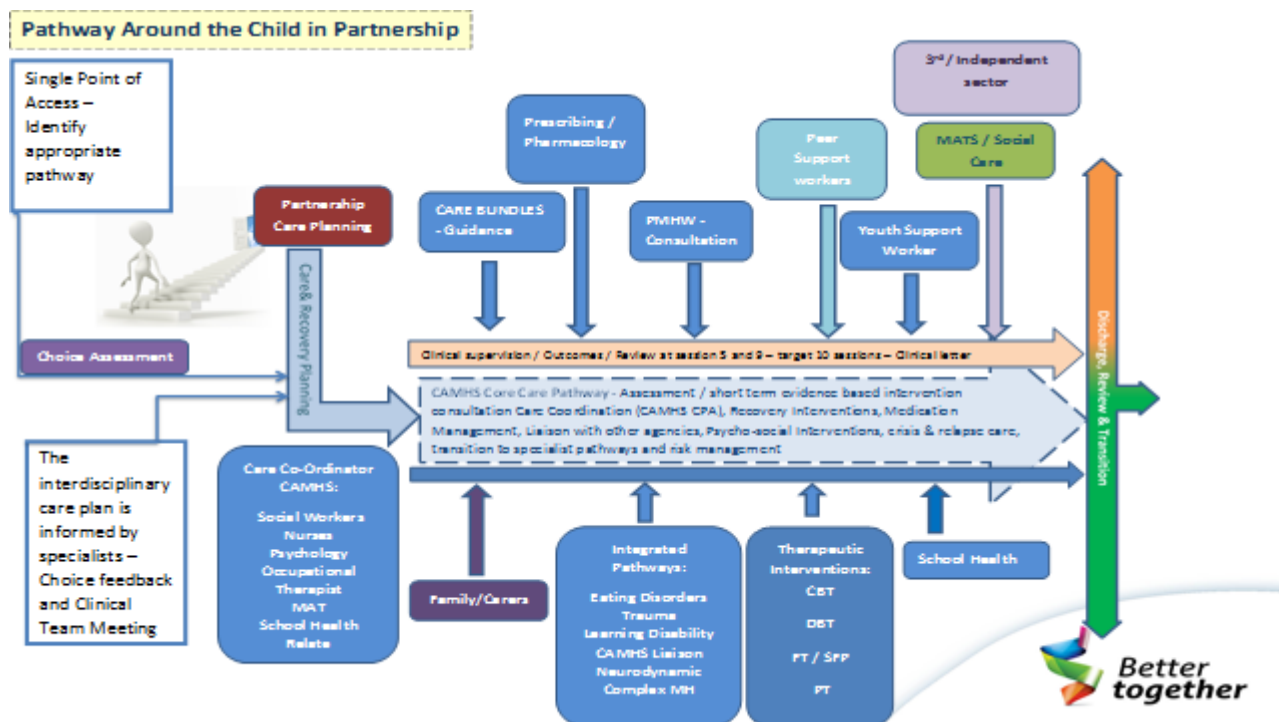 Pathway Around the Child in Partnership
Single Point of
Access –
Identify
appropriate
pathway
Choice Assessment
The
interdisciplinary
care plan is
informed by
specialists –
Choice feedback
and Clinical
Team Meeting
Partnership
Care Planning
Care& Recovery Planning
CARE BUNDLES
- Guidance
Prescribing /
Pharmacology
PMHW -
Consultation
Peer
Support
workers
Youth Support
Worker
3rd / Independent
sector
MATS / Social
Care
Clinical supervision / Outcomes / Review at session 5 and 9 – target 10 sessions – Clinical letter
CAMHS Core Care Pathway - Assessment / short term evidence based intervention
consultation Care Coordination (CAMHS CPA), Recovery Interventions, Medication
Management, Liaison with other agencies, Psycho-social Interventions, crisis & relapse care,
transition to specialist pathways and risk management
Care Co-Ordinator
CAMHS:
Social Workers
Nurses
Psychology
Occupational
Therapist
MAT
School Health
Relate
Family/Carers
Integrated
Pathways:
Eating Disorders
Trauma
Learning Disability
CAMHS Liaison
Neurodynamic
Complex MH
Therapeutic
Interventions:
CBT
DBT
FT / SFP
PT
School Health
Discharge, Review & Transition
Better
together